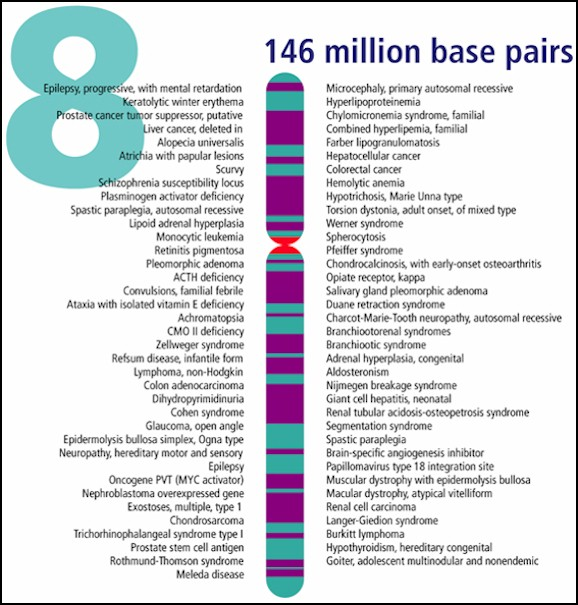 8
146 million base pairs
Epilepsy, progressive, with mental retardation
Keratolytic winter erythema
Prostate cancer tumor suppressor, putative
Liver cancer, deleted in
Alopecia universalis
Atrichia with papular lesions
Scurvy
Schizophrenia susceptibility locus
Plasminogen activator deficiency
Spastic paraplegia, autosomal recessive
Lipoid adrenal hyperplasia
Monocytic leukemia
Retinitis pigmentosa
Pleomorphic adenoma
ACTH deficiency
Convulsions, familial febrile
Ataxia with isolated vitamin E deficiency
Achromatopsia
CMO II deficiency
Zellweger syndrome
Refsum disease, infantile form
Lymphoma, non-Hodgkin
Colon adenocarcinoma
Dihydropyrimidinuria
Cohen syndrome
Glaucoma, open angle
Epidermolysis bullosa simplex, Ogna type
Neuropathy, hereditary motor and sensory
Epilepsy
Oncogene PVT (MYC activator)
Nephroblastoma overexpressed gene
Exostoses, multiple, type 1
Chondrosarcoma
Trichorhinophalangeal syndrome type I
Prostate stem cell antigen
Rothmund-Thomson syndrome
Meleda disease
Microcephaly, primary autosomal recessive
Hyperlipoproteinemia
Chylomicronemia syndrome, familial
Combined hyperlipemia, familial
Farber lipogranulomatosis
Hepatocellular cancer
Colorectal cancer
Hemolytic anemia
Hypotrichosis, Marie Unna type
Torsion dystonia, adult onset, of mixed type
Werner syndrome
Spherocytosis
Pfeiffer syndrome
Chondrocalcinosis, with early-onset osteoarthritis
Opiate receptor, kappa
Salivary gland pleomorphic adenoma
Duane retraction syndrome
Charcot-Marie-Tooth neuropathy, autosomal recessive
Branchiootorenal syndromes
Branchiootic syndrome
Adrenal hyperplasia, congenital
Aldosteronism
Nijmegen breakage syndrome
Giant cell hepatitis, neonatal
Renal tubular acidosis-osteopetrosis syndrome
Segmentation syndrome
Spastic paraplegia
Brain-specific angiogenesis inhibitor
Papillomavirus type 18 integration site
Muscular dystrophy with epidermolysis bullosa
Macular dystrophy, atypical vitelliform
Renal cell carcinoma
Langer-Giedion syndrome
Burkitt lymphoma
Hypothyroidism, hereditary congenital
Goiter, adolescent multinodular and nonendemic